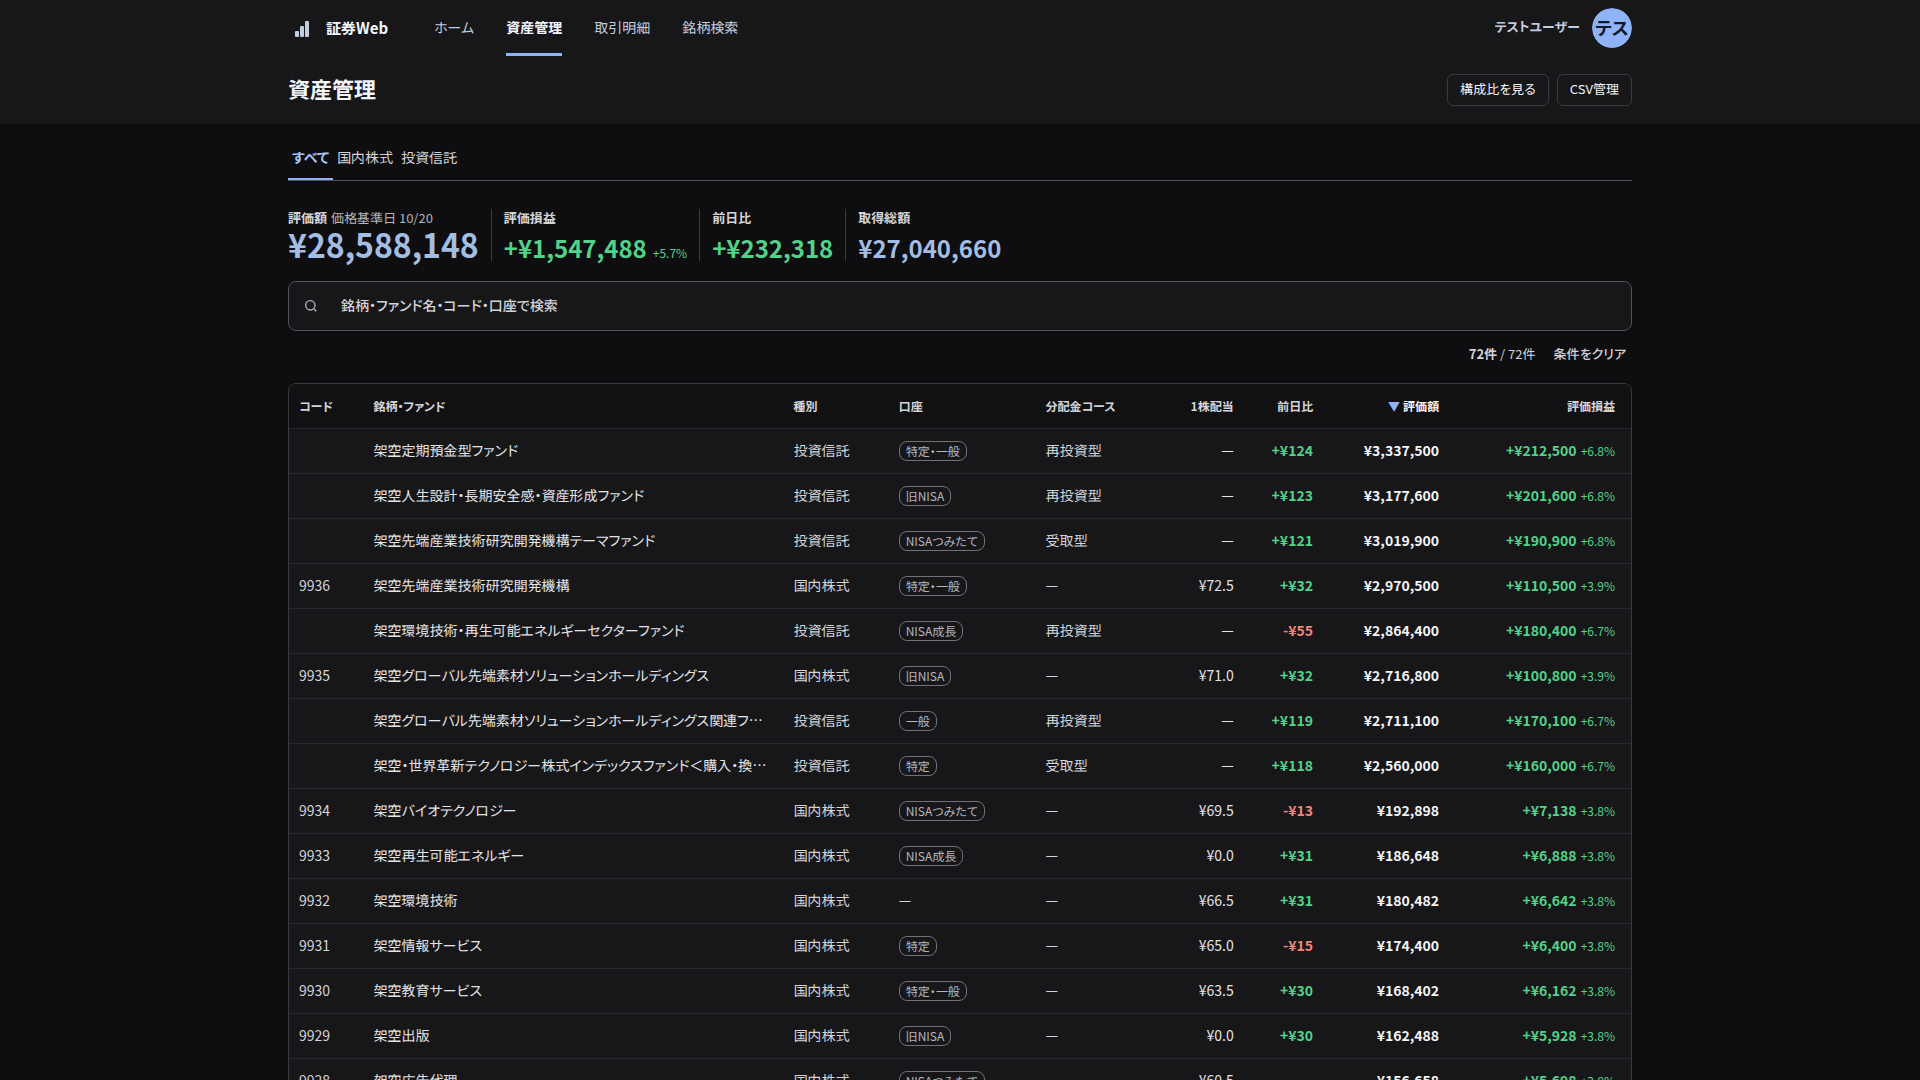 証券Web ホーム 資産管理 取引明細 銘柄検索 テストユーザー テス
資産管理 構成比を見る CSV管理
すべて 国内株式 投資信託
評価額 価格基準日 10/20 評価損益 前日比 取得総額
¥28,588,148 +¥1,547,488 +5.7% +¥232,318 ¥27,040,660
銘柄・ファンド名・コード・口座で検索
72件 / 72件 条件をクリア
コード 銘柄・ファンド 種別 口座 分配金コース 1株配当 前日比 ▼評価額 評価損益
架空定期預金型ファンド 投資信託 特定・一般 再投資型 — +¥124 ¥3,337,500 +¥212,500 +6.8%
架空人生設計・長期安全感・資産形成ファンド 投資信託 旧NISA 再投資型 — +¥123 ¥3,177,600 +¥201,600 +6.8%
架空先端産業技術研究開発機構テーマファンド 投資信託 NISAつみたて 受取型 — +¥121 ¥3,019,900 +¥190,900 +6.8%
9936 架空先端産業技術研究開発機構 国内株式 特定・一般 — ¥72.5 +¥32 ¥2,970,500 +¥110,500 +3.9%
架空環境技術・再生可能エネルギーセクターファンド 投資信託 NISA成長 再投資型 — -¥55 ¥2,864,400 +¥180,400 +6.7%
9935 架空グローバル先端素材ソリューションホールディングス 国内株式 旧NISA — ¥71.0 +¥32 ¥2,716,800 +¥100,800 +3.9%
架空グローバル先端素材ソリューションホールディングス関連フ… 投資信託 一般 再投資型 — +¥119 ¥2,711,100 +¥170,100 +6.7%
架空・世界革新テクノロジー株式インデックスファンド＜購入・換… 投資信託 特定 受取型 — +¥118 ¥2,560,000 +¥160,000 +6.7%
9934 架空バイオテクノロジー 国内株式 NISAつみたて — ¥69.5 -¥13 ¥192,898 +¥7,138 +3.8%
9933 架空再生可能エネルギー 国内株式 NISA成長 — ¥0.0 +¥31 ¥186,648 +¥6,888 +3.8%
9932 架空環境技術 国内株式 — — ¥66.5 +¥31 ¥180,482 +¥6,642 +3.8%
9931 架空情報サービス 国内株式 特定 — ¥65.0 -¥15 ¥174,400 +¥6,400 +3.8%
9930 架空教育サービス 国内株式 特定・一般 — ¥63.5 +¥30 ¥168,402 +¥6,162 +3.8%
9929 架空出版 国内株式 旧NISA — ¥0.0 +¥30 ¥162,488 +¥5,928 +3.8%
9928 架空広告代理 国内株式 NISAつみたて ¥60.5 ¥156,658 +¥5,698 +3.8%